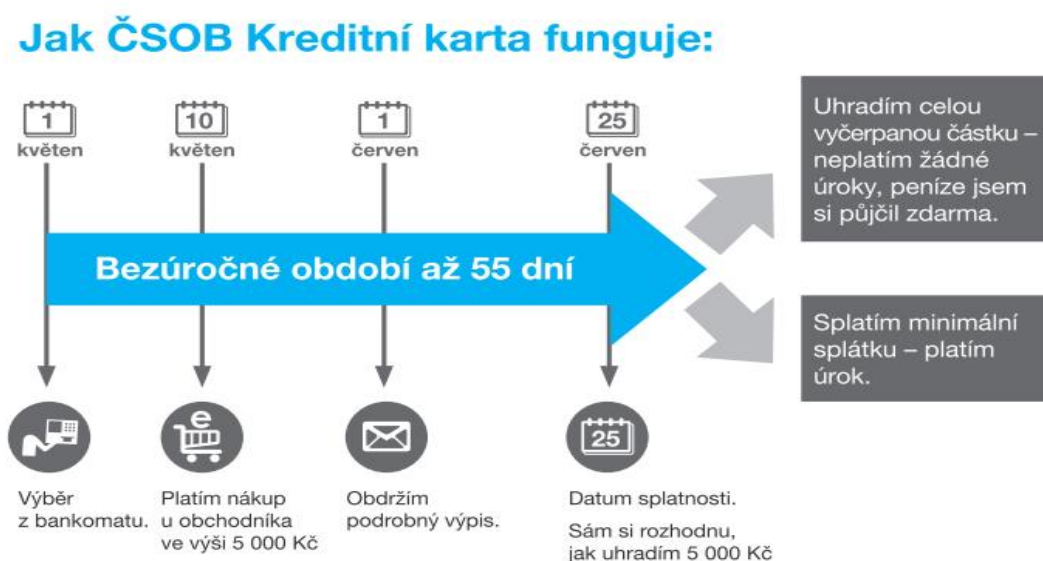 Jak ČSOB Kreditní karta funguje:
1
květen
10
květen
1
červen
25
červen
Bezúročné období až 55 dní
Uhradím celou
vyčerpanou částku –
neplatím žádné
úroky, peníze jsem
si půjčil zdarma.
Splatím minimální
splátku – platím
úrok.
e
25
Výběr
z bankomatu.
Platím nákup
u obchodníka
ve výši 5 000 Kč
Obdržím
podrobný výpis.
Datum splatnosti.
Sám si rozhodnu,
jak uhradím 5 000 Kč